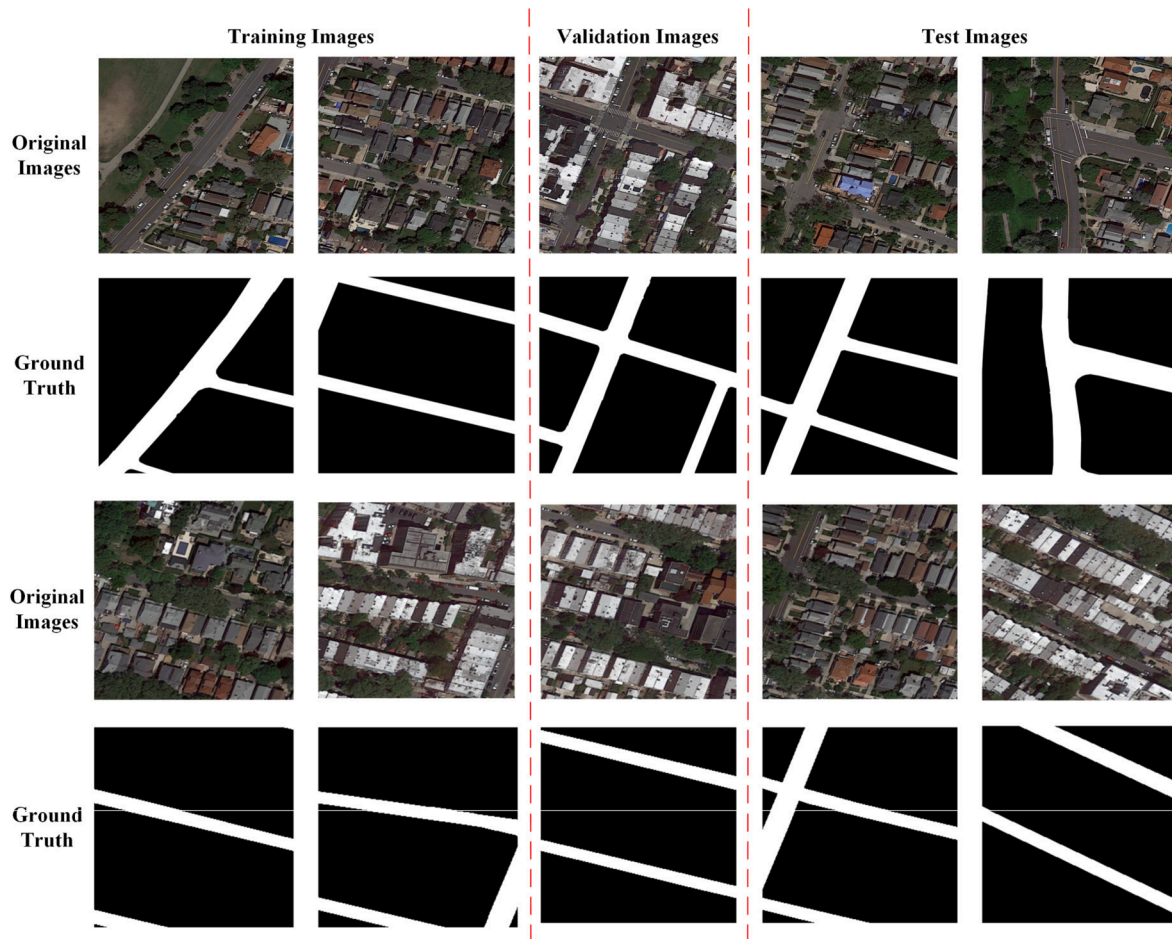 Training Images
Validation Images
Test Images
Original
Images
Ground
Truth
Original
Images
Ground
Truth